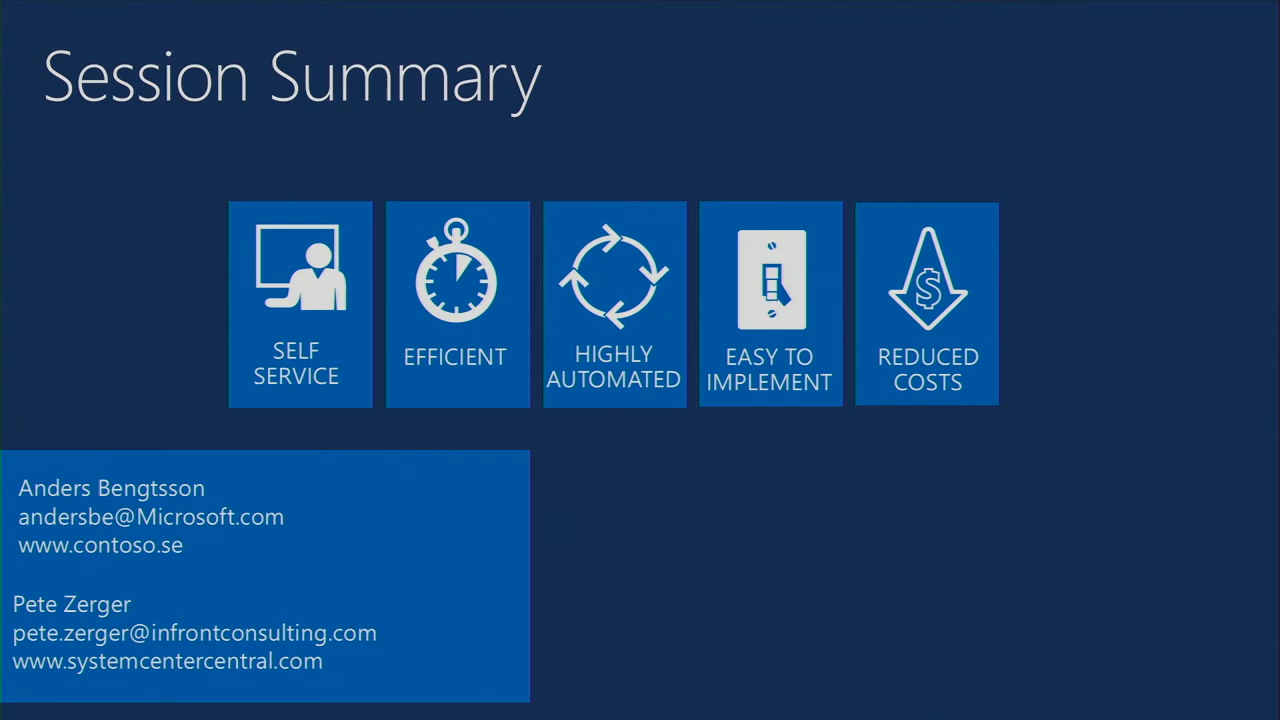 Session Summary
SELF
SERVICE
EFFICIENT
HIGHLY
AUTOMATED
EASY TO
IMPLEMENT
$
REDUCED
COSTS
Anders Bengtsson
andersbe@Microsoft.com
www.contoso.se
Pete Zerger
pete.zerger@infrontconsulting.com
www.systemcentercentral.com